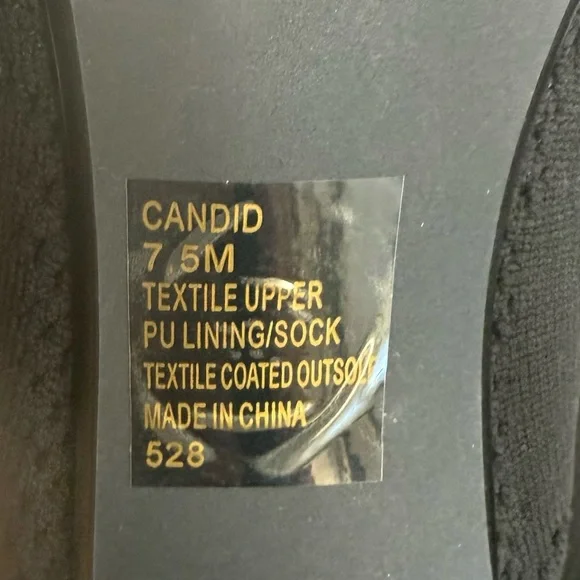 CANDID
7.5M
TEXTILE UPPER
PU LINING/SOCK
TEXTILE COATED OUTSOLE
MADE IN CHINA
528